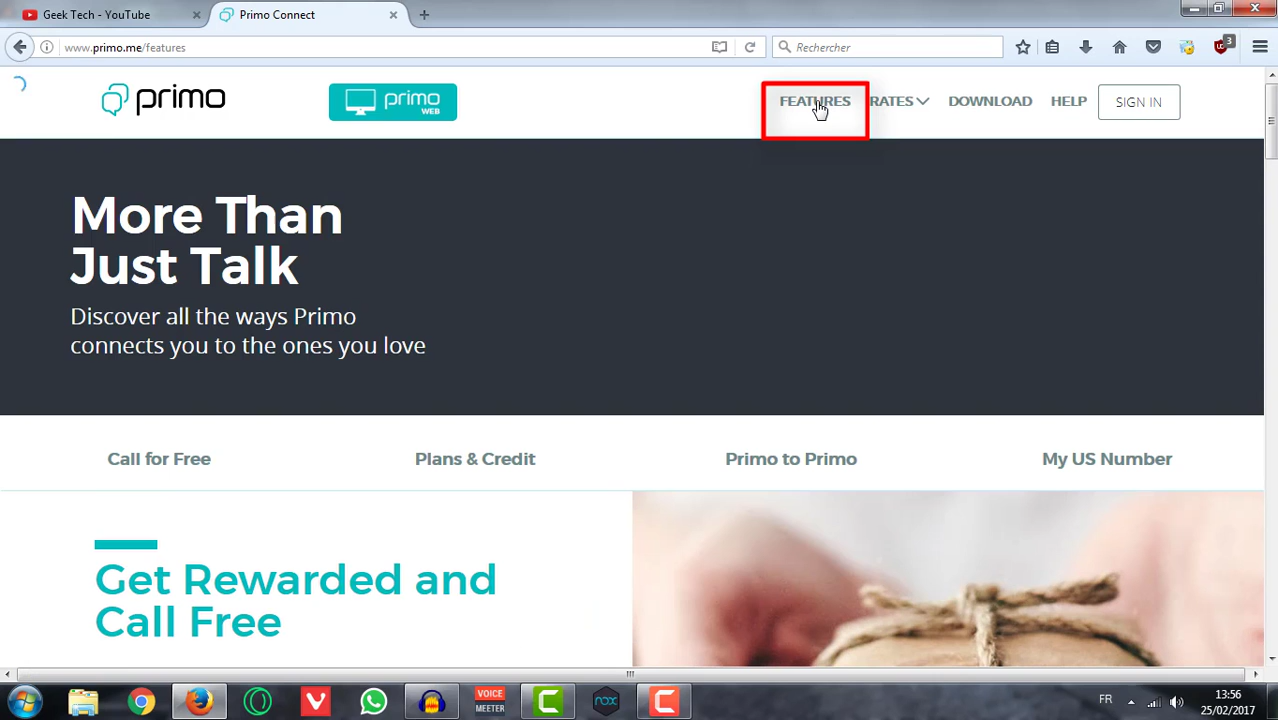 Geek Tech - YouTube
Primo Connect
www.primo.me/features
Rechercher
3
primo
primo
WEB
FEATURES
RATES
DOWNLOAD
HELP
SIGN IN
More Than
Just Talk
Discover all the ways Primo
connects you to the ones you love
Call for Free
Plans & Credit
Primo to Primo
My US Number
Get Rewarded and
Call Free
VOICE
MEETER
nox
FR
13:56
25/02/2017